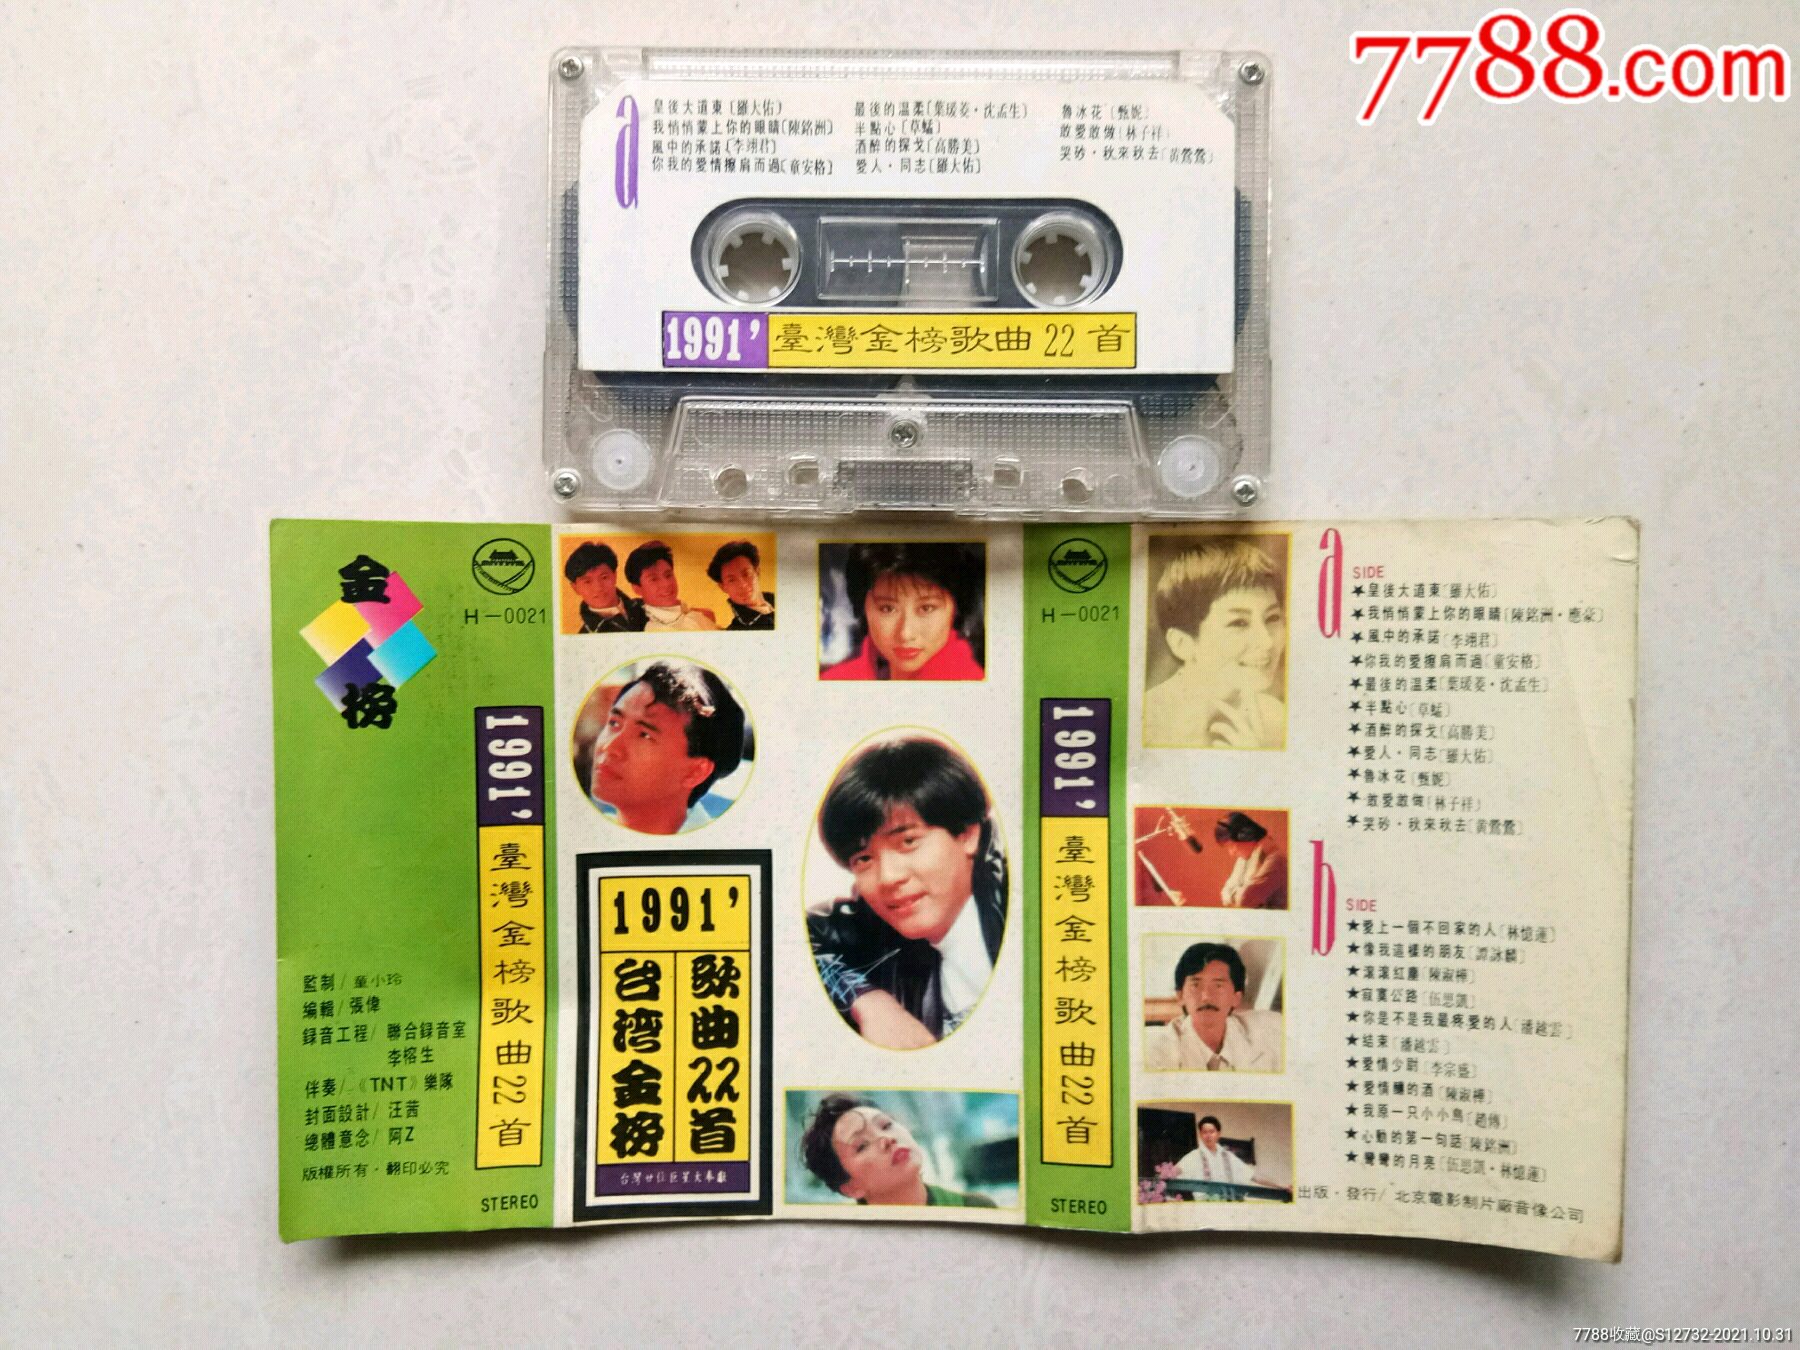 7788.com
a
皇後大道東〔羅大佑〕
我悄悄蒙上你的眼睛〔陳銘洲〕
風中的承諾〔李翊君〕
你我的愛情擦肩而過〔童安格〕
最後的温柔〔葉瑗菱·沈孟生〕
半點心〔草蜢〕
酒醉的探戈〔高勝美〕
愛人·同志〔羅大佑〕
魯冰花〔甄妮〕
敢愛敢做〔林子祥〕
哭砂·秋來秋去〔黄鶯鶯〕
1991’
臺灣金榜歌曲22首
金榜
H-0021
1991’
臺灣金榜歌曲22首
STEREO
監制/童小玲
编輯/張偉
録音工程/聯合録音室
李榕生
伴奏/《TNT》樂隊
封面設計/汪茜
總體意念/阿Z
版權所有·翻印必究
1991’
台湾金榜
歌曲22首
H-0021
1991’
臺灣金榜歌曲22首
STEREO
a SIDE
★皇後大道東〔羅大佑〕
★我悄悄蒙上你的眼睛〔陳銘洲·應豪〕
★風中的承諾〔李翊君〕
★你我的愛擦肩而過〔童安格〕
★最後的温柔〔葉瑗菱·沈孟生〕
★半點心〔草蜢〕
★酒醉的探戈〔高勝美〕
★愛人·同志〔羅大佑〕
★魯冰花〔甄妮〕
★敢愛敢做〔林子祥〕
★哭砂·秋來秋去〔黄鶯鶯〕
b SIDE
★愛上一個不回家的人〔林憶蓮〕
★像我這樣的朋友〔譚詠麟〕
★滚滚紅塵〔陳淑樺〕
★寂寞公路〔伍思凱〕
★你是不是我最疼愛的人〔潘越雲〕
★結束〔潘越雲〕
★愛情少尉〔李宗盛〕
★愛情釀的酒〔陳淑樺〕
★我原一只小小鳥〔趙傳〕
★心動的第一句話〔陳銘洲〕
★彎彎的月亮〔伍思凱·林憶蓮〕
出版·發行/北京電影制片廠音像公司
7788收藏@S12732-2021.10.31